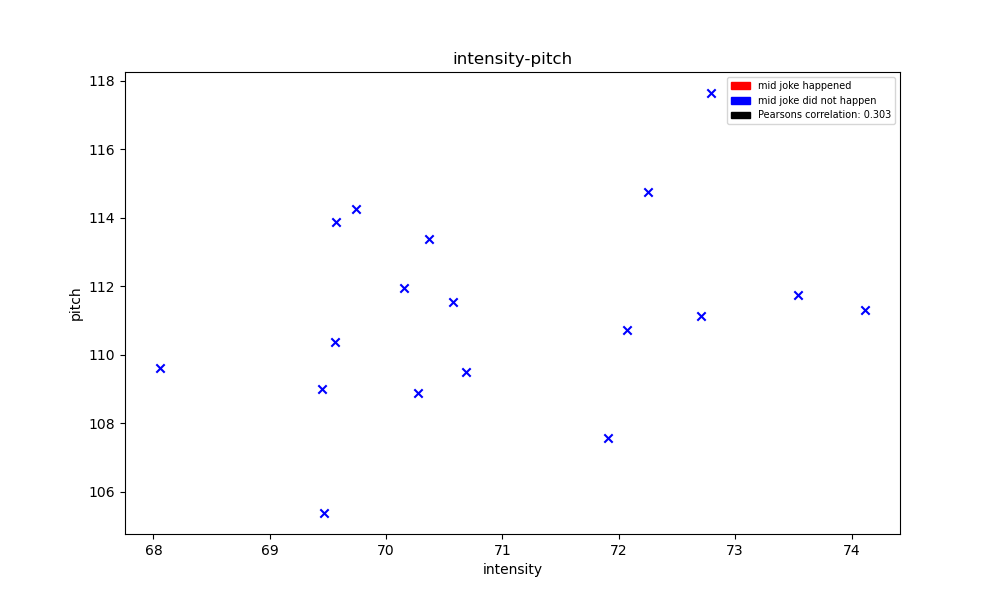 intensity-pitch
mid joke happened
mid joke did not happen
Pearsons correlation: 0.303
118
116
114
112
110
108
106
pitch
68 69 70 71 72 73 74
intensity